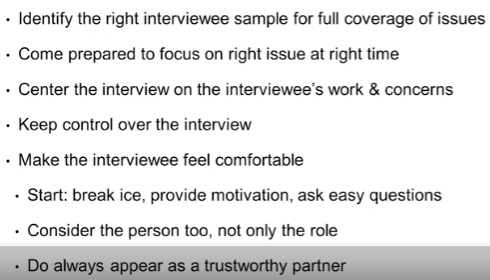 · Identify the right interviewee sample for full coverage of issues
· Come prepared to focus on right issue at right time
· Center the interview on the interviewee's work & concerns
· Keep control over the interview
· Make the interviewee feel comfortable
· Start: break ice, provide motivation, ask easy questions
· Consider the person too, not only the role
· Do always appear as a trustworthy partner